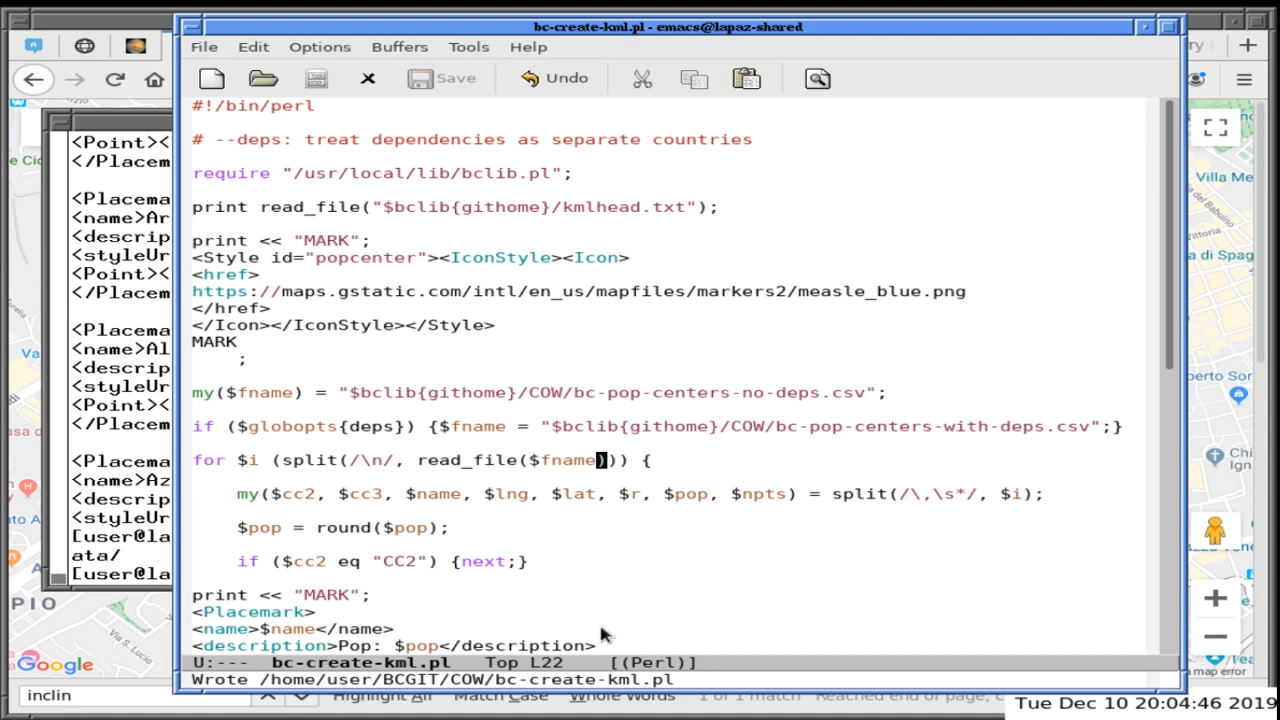 bc-create-kml.pl - emacs@lapaz-shared
File Edit Options Buffers Tools Help
Save Undo
#!/bin/perl
# --deps: treat dependencies as separate countries
require "/usr/local/lib/bclib.pl";
print read_file("$bclib{githome}/kmlhead.txt");
print << "MARK";
<Style id="popcenter"><IconStyle><Icon>
<href>
https://maps.gstatic.com/intl/en_us/mapfiles/markers2/measle_blue.png
</href>
</Icon></IconStyle></Style>
MARK
;
my($fname) = "$bclib{githome}/COW/bc-pop-centers-no-deps.csv";
if ($globopts{deps}) {$fname = "$bclib{githome}/COW/bc-pop-centers-with-deps.csv";}
for $i (split(/\n/, read_file($fname))) {
my($cc2, $cc3, $name, $lng, $lat, $r, $pop, $npts) = split(/\,\s*/, $i);
$pop = round($pop);
if ($cc2 eq "CC2") {next;}
print << "MARK";
<Placemark>
<name>$name</name>
<description>Pop: $pop</description>
U:--- bc-create-kml.pl Top L22 [(Perl)]
Wrote /home/user/BCGIT/COW/bc-create-kml.pl
<Point><
</Placem
<Placema
<name>Ar
<descrip
<styleUr
<Point><
</Placem
<Placema
<name>Al
<descrip
<styleUr
<Point><
</Placem
<Placema
<name>Az
<descrip
<styleUr
[user@la
ata/
[user@la
PIO
Google
Villa Me
Vittoria
di Spag
map error
inclin
Tue Dec 10 20:04:46 2019